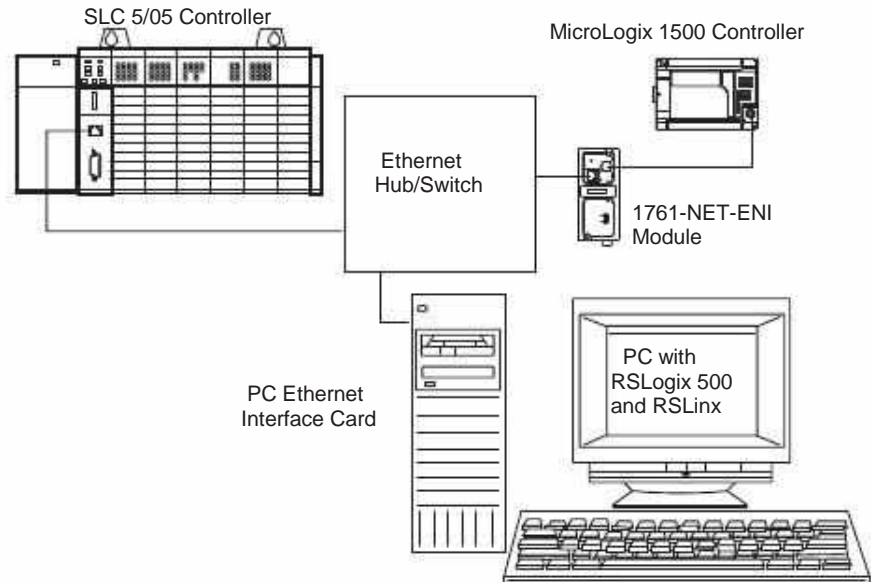 SLC 5/05 Controller
MicroLogix 1500 Controller
Ethernet
Hub/Switch
1761-NET-ENI
Module
PC Ethernet
Interface Card
PC with
RSLogix 500
and RSLinx